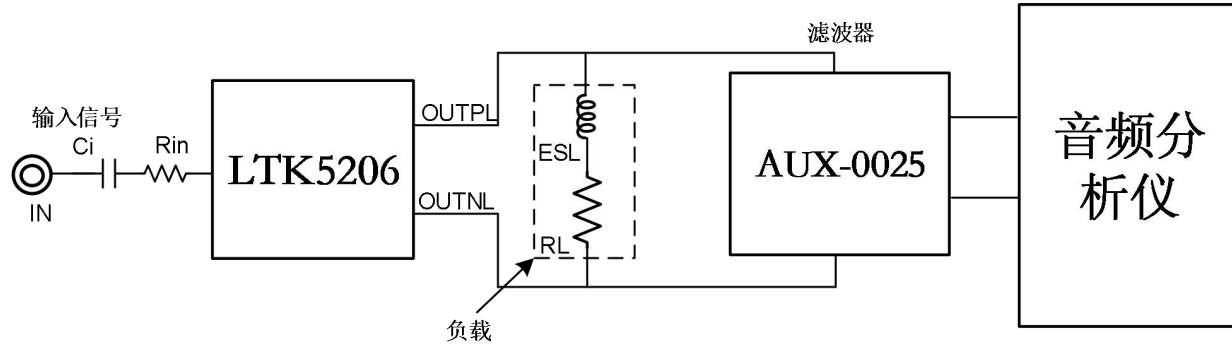 输入信号
Ci
Rin
IN
LTK5206
OUTPL
OUTNL
ESL
RL
负载
滤波器
AUX-0025
音频分
析仪